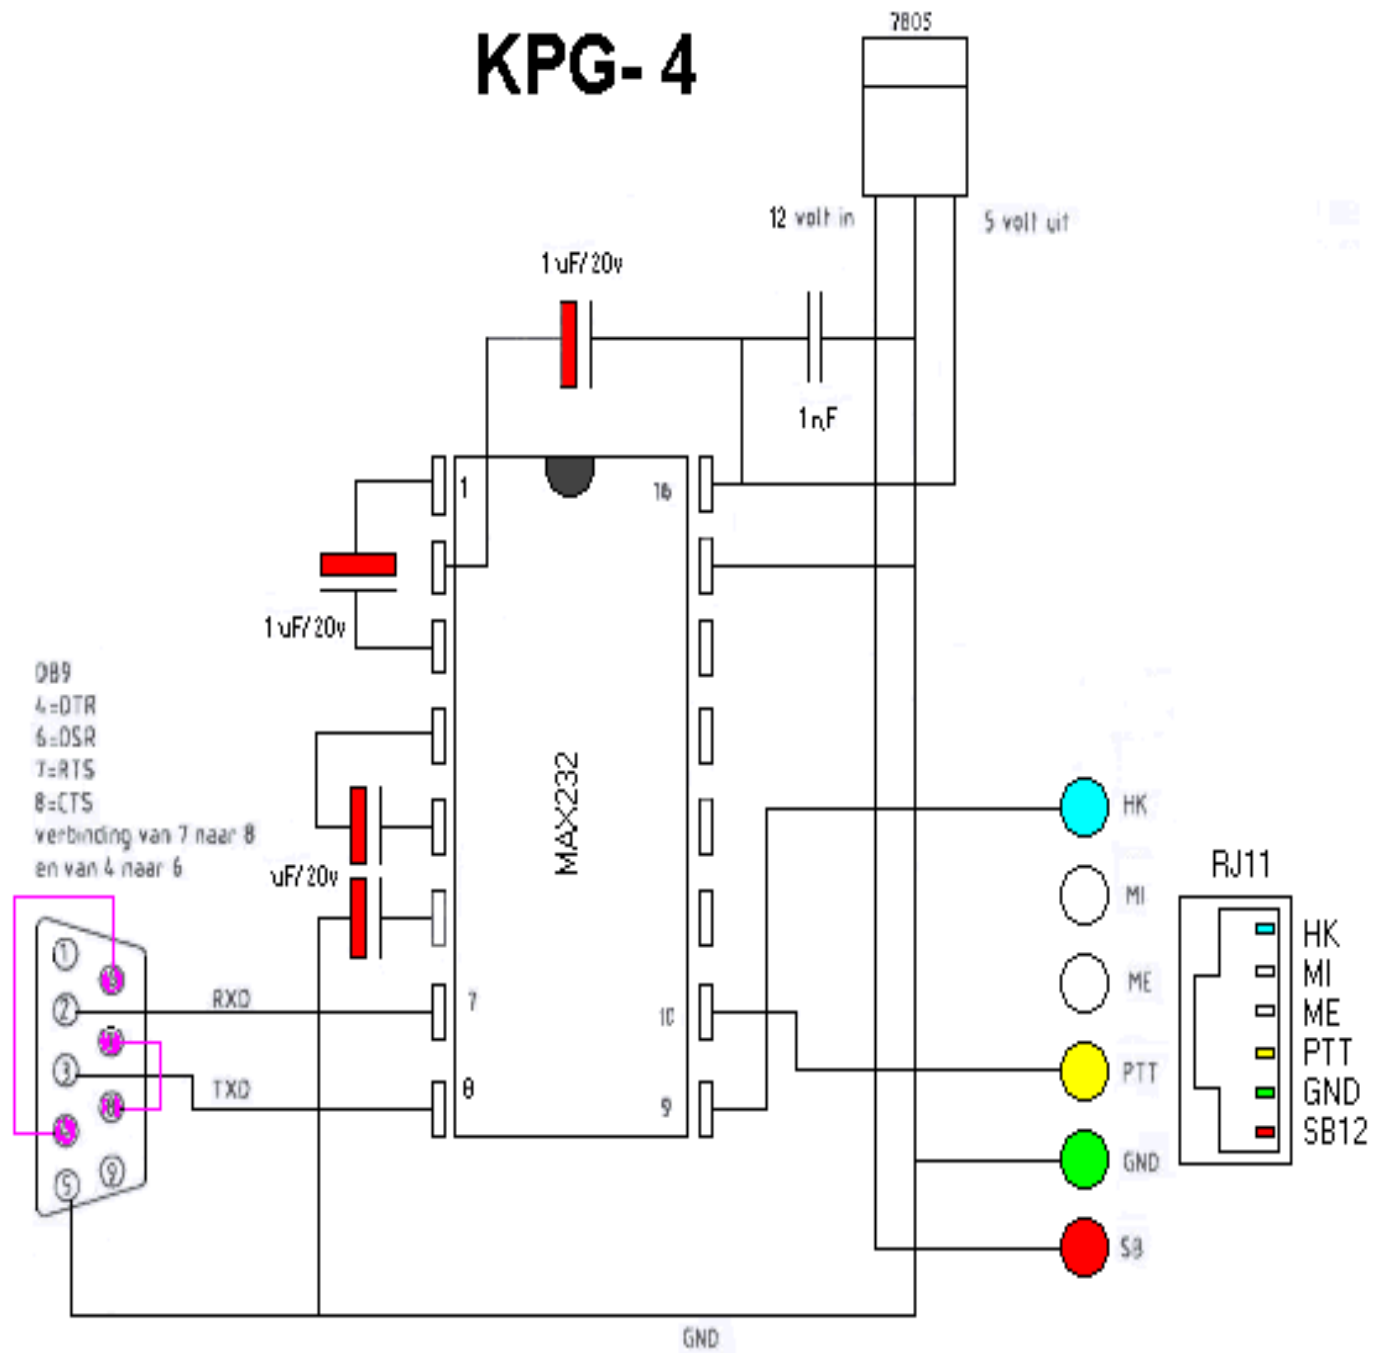 7805
KPG- 4
12 volt in
5 volt uit
1 uF/20v
1 nF
1
16
1 uF/20v
DB9
4=DTR
6=DSR
7=RTS
8=CTS
verbinding van 7 naar 8
en van 4 naar 6
MAX232
uF/20v
HK
MI
ME
PTT
GND
SB
RJ11
HK
MI
ME
PTT
GND
SB12
1
2
3
5
9
RXD
TXD
7
10
8
9
GND